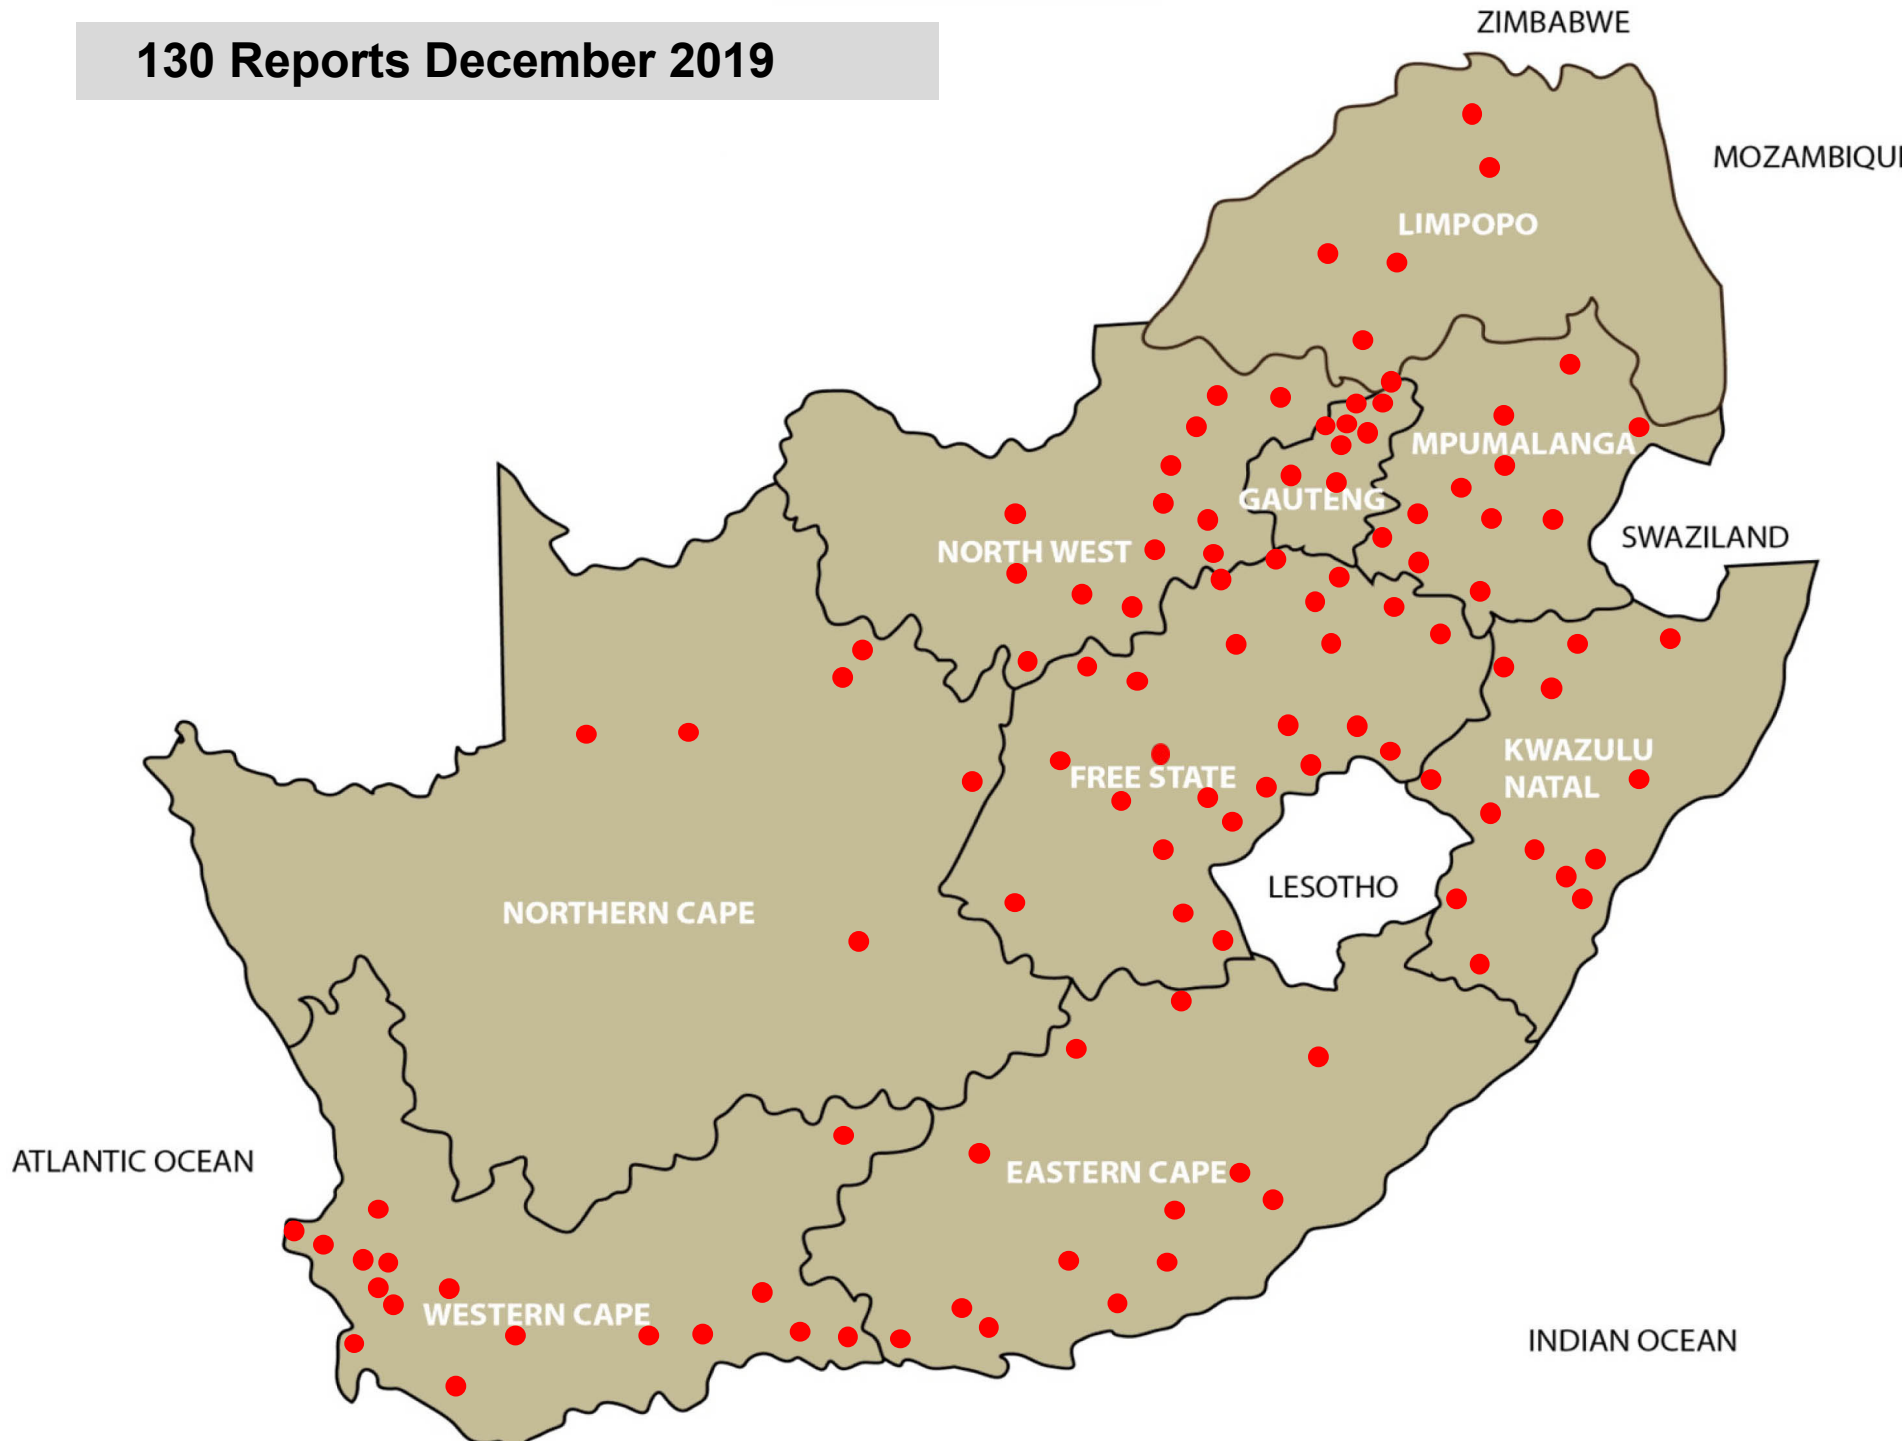 130 Reports December 2019
ZIMBABWE
MOZAMBIQU
LIMPOPO
MPUMALANGA
GAUTENG
SWAZILAND
NORTH WEST
KWAZULU
NATAL
FREE STATE
LESOTHO
NORTHERN CAPE
ATLANTIC OCEAN
EASTERN CAPE
WESTERN CAPE
INDIAN OCEAN